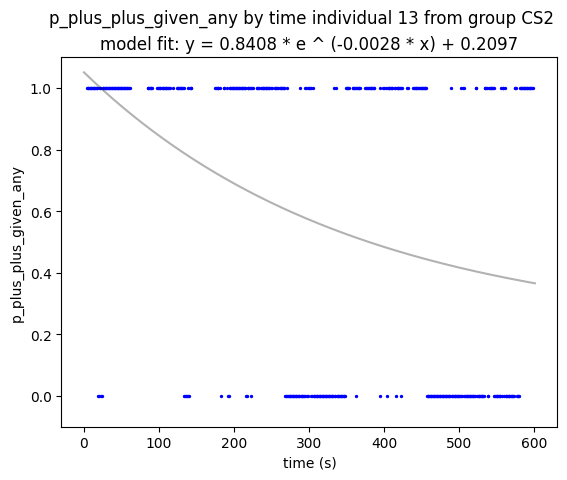 p_plus_plus_given_any by time individual 13 from group CS2
model fit: y = 0.8408 * e ^ (-0.0028 * x) + 0.2097
1.0
0.8
0.6
0.4
0.2
0.0
p_plus_plus_given_any
0 100 200 300 400 500 600
time (s)